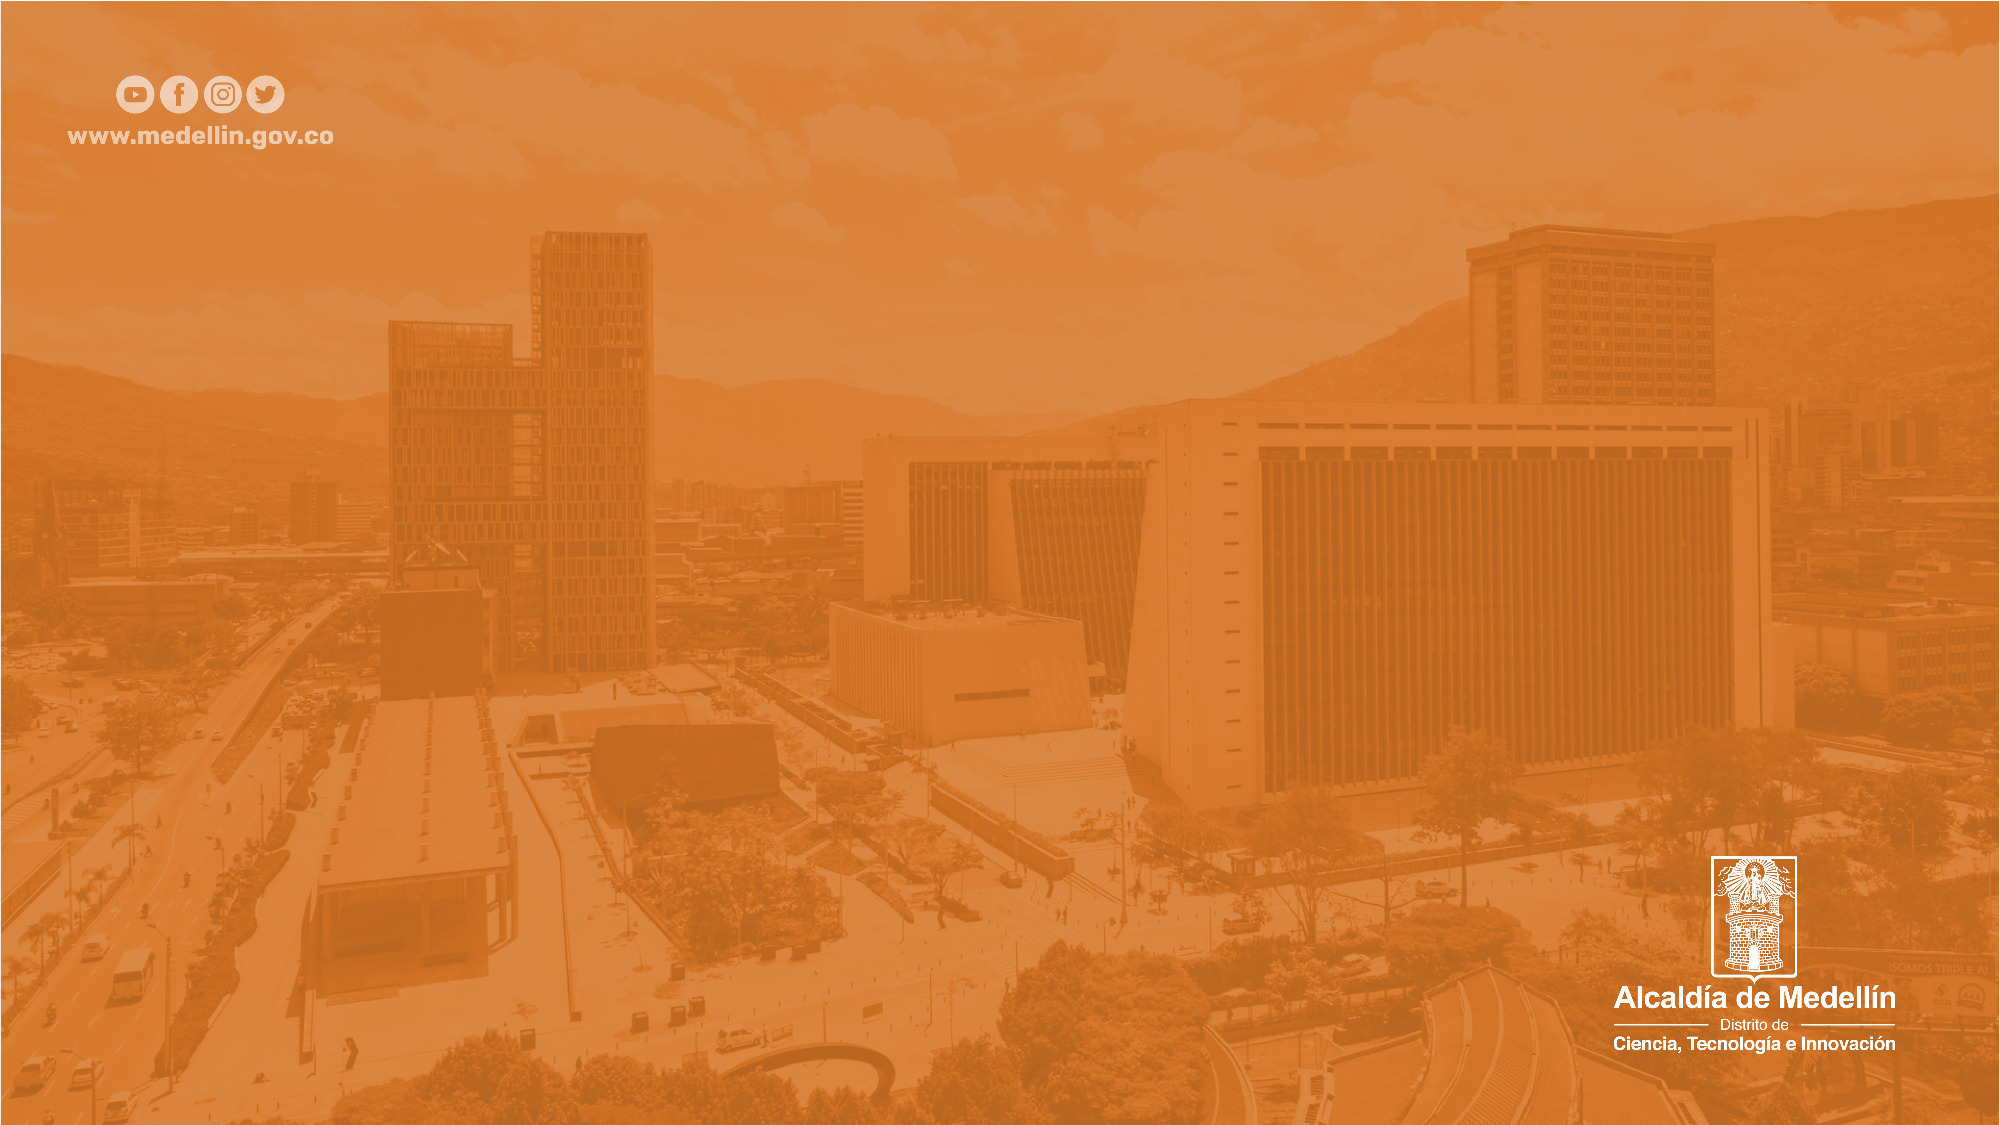 www.medellin.gov.co
Alcaldía de Medellín
Distrito de
Ciencia, Tecnología e Innovación